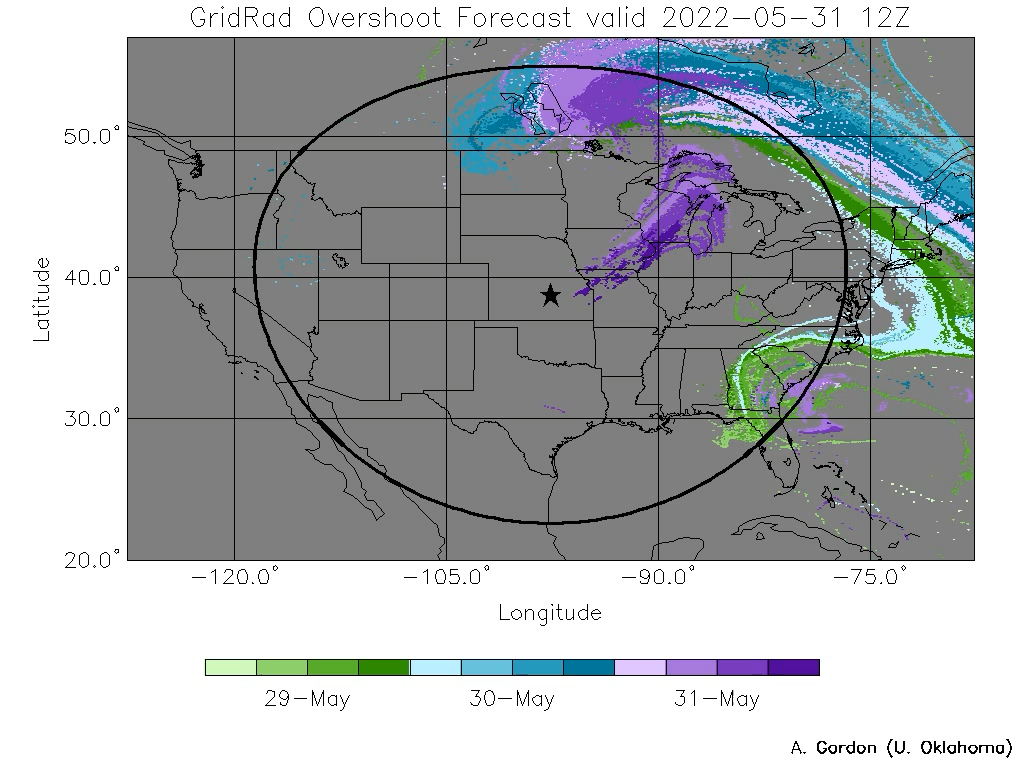 GridRad Overshoot Forecast valid 2022-05-31 12Z
50.0°
40.0°
30.0°
20.0°
Latitude
-120.0° -105.0° -90.0° -75.0°
Longitude
29-May 30-May 31-May
A. Gordon (U. Oklahoma)